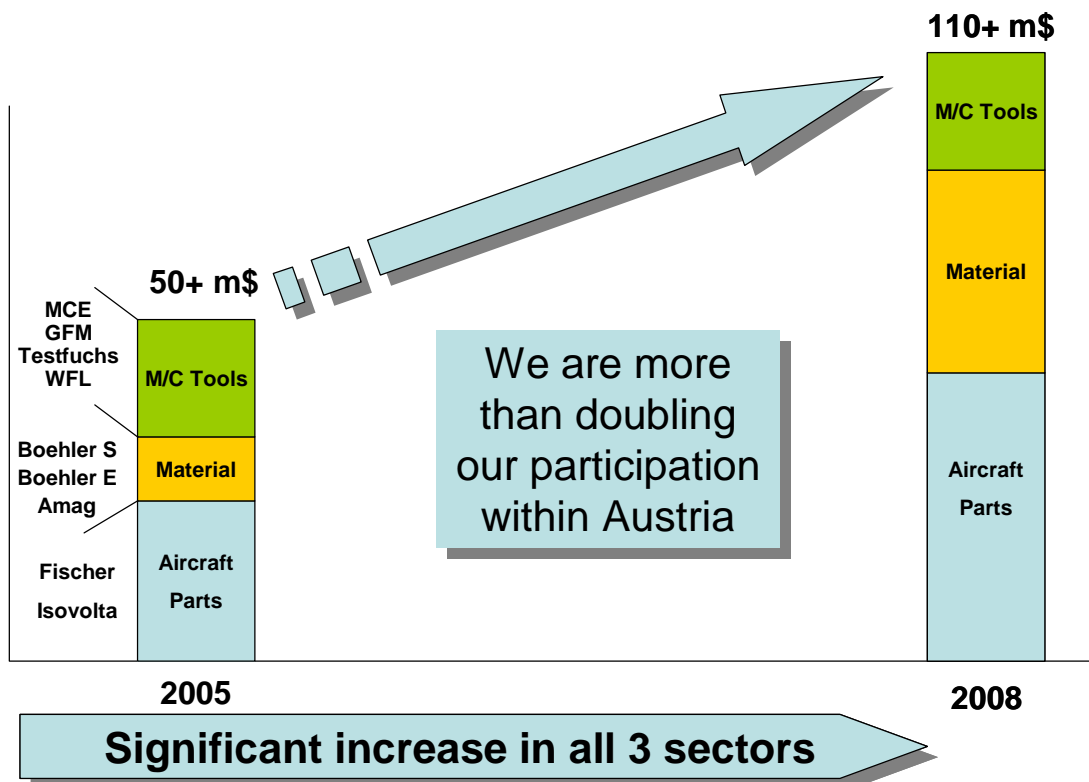 110+ m$
M/C Tools
Material
Aircraft
Parts
50+ m$
MCE
GFM
Testfuchs
WFL
M/C Tools
Boehler S
Boehler E
Amag
Material
Fischer
Isovolta
Aircraft
Parts
We are more
than doubling
our participation
within Austria
2005
2008
Significant increase in all 3 sectors